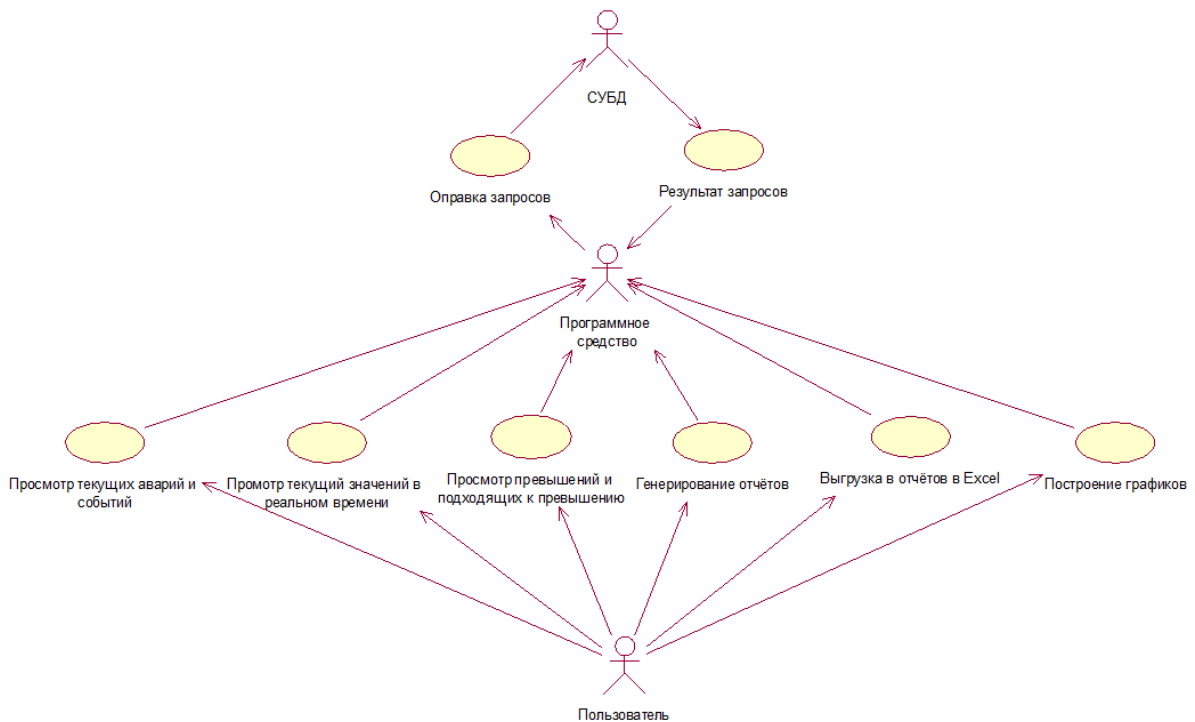 СУБД
Оправка запросов
Результат запросов
Программное
средство
Просмотр текущих аварий и
событий
Промотр текущий значений в
реальном времени
Просмотр превышений и
подходящих к превышению
Генерирование отчётов
Выгрузка в отчётов в Excel
Построение графиков
Пользователь